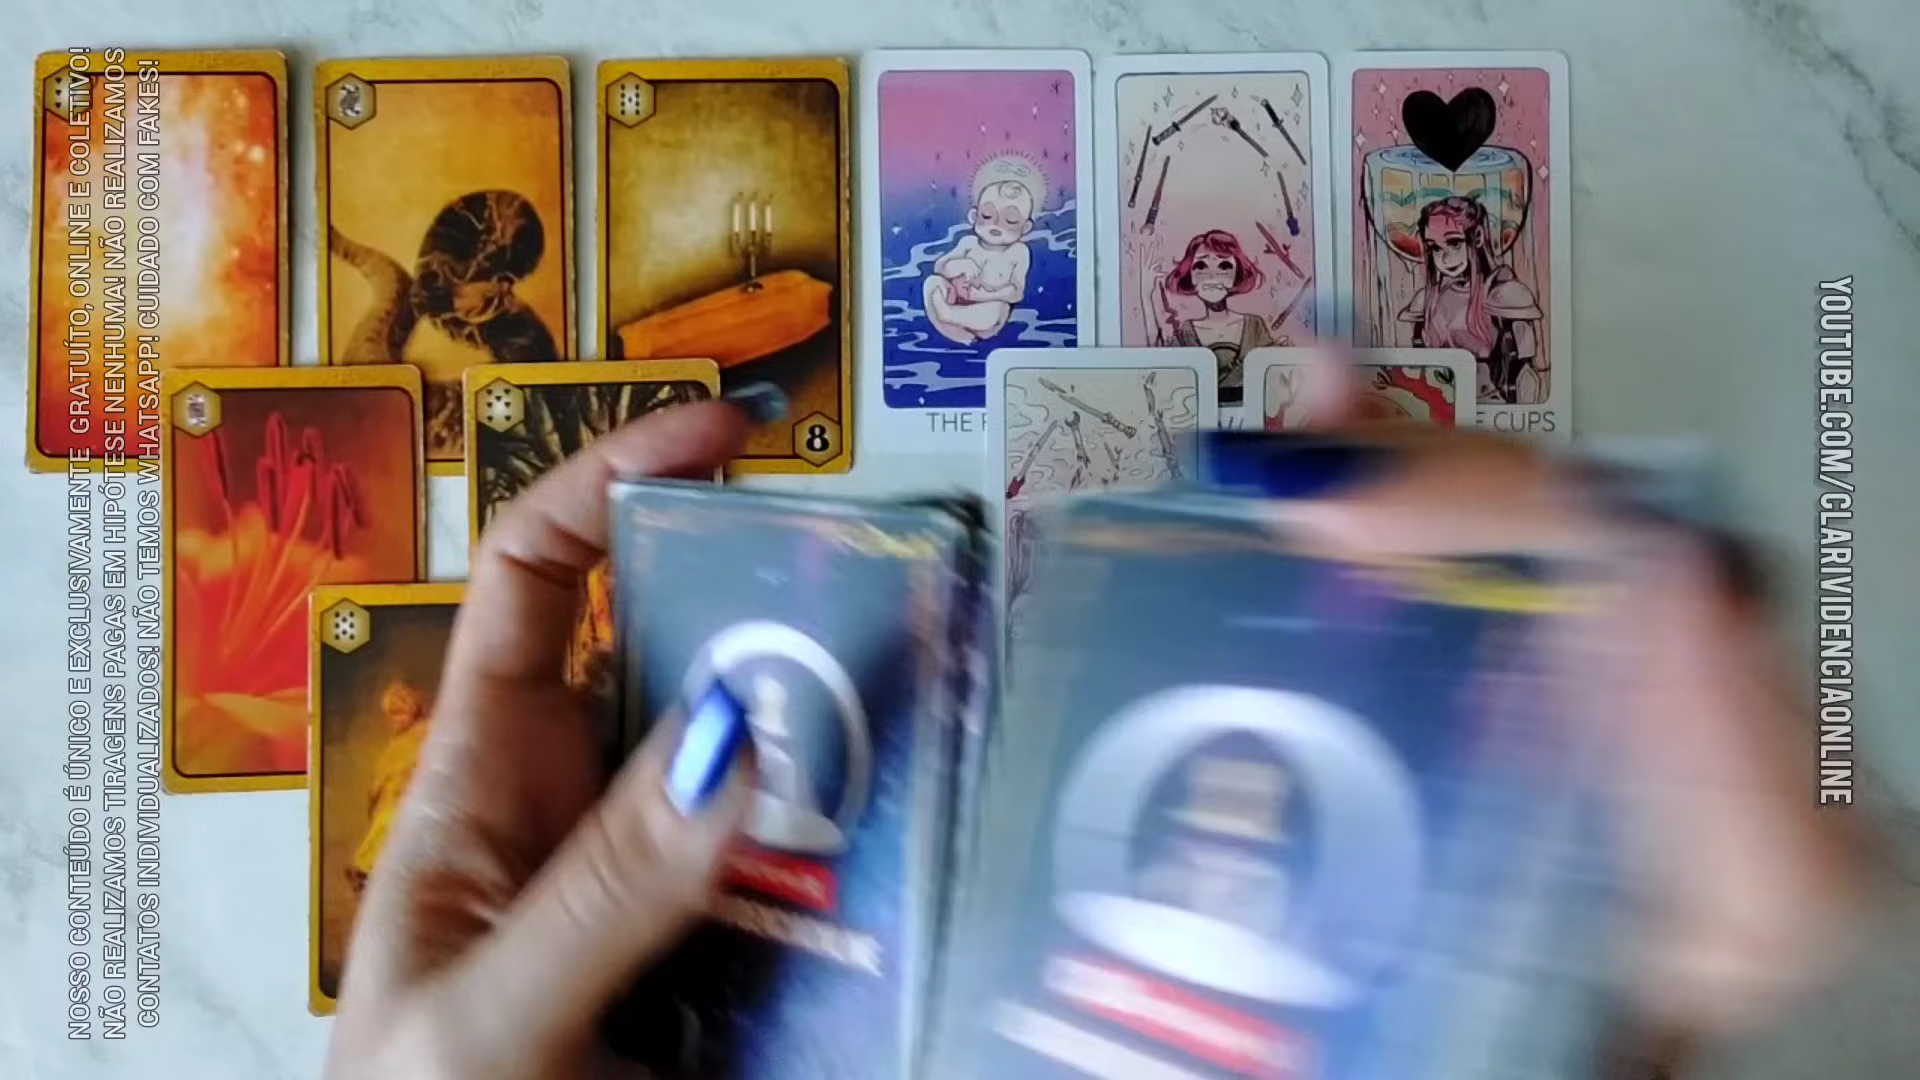 NOSSO CONTEÚDO É ÚNICO E EXCLUSIVAMENTE GRATUÍTO, ONLINE E COLETIVO!
NÃO REALIZAMOS TIRAGENS PAGAS EM HIPÓTESE NENHUMA! NÃO REALIZAMOS
CONTATOS INDIVIDUALIZADOS! NÃO TEMOS WHATSAPP! CUIDADO COM FAKES!
8
THE
CUPS
YOUTUBE.COM/CLARIVIDENCIAONLINE